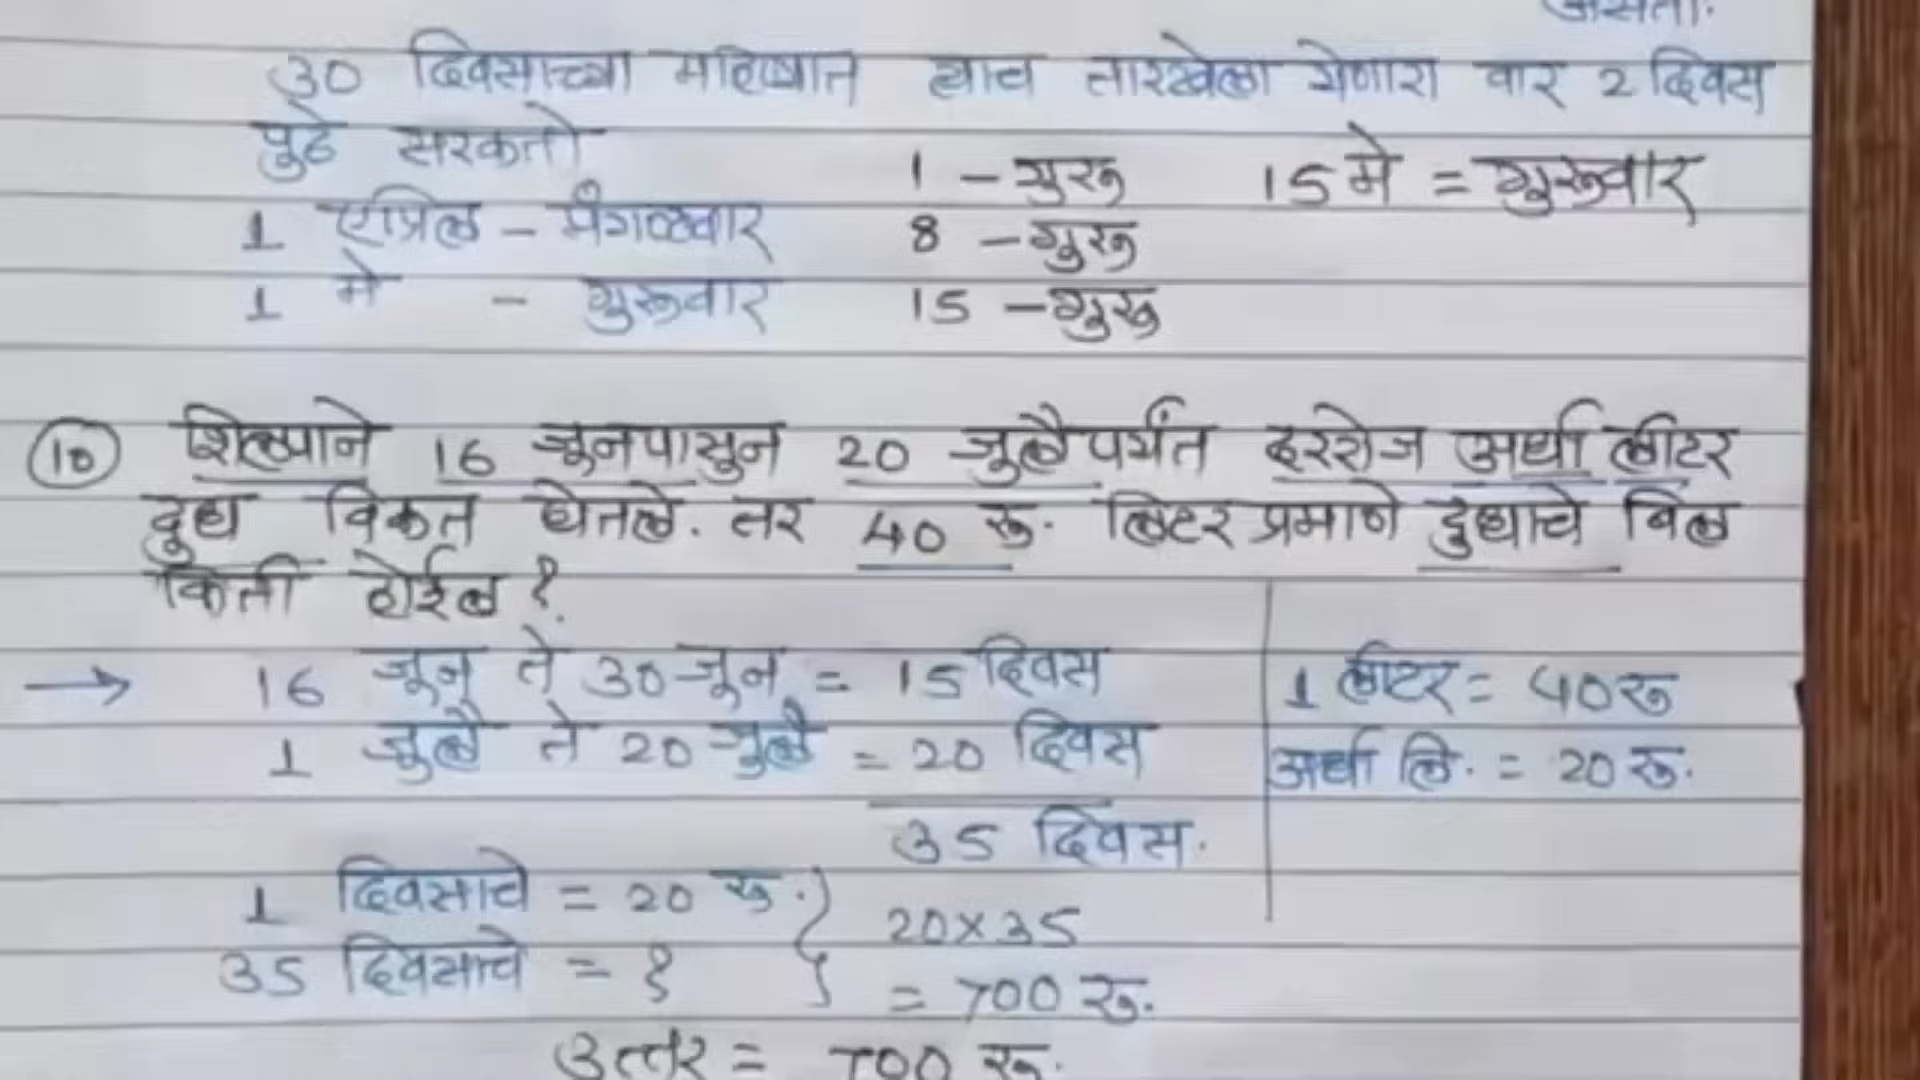 असतो.
30 दिवसाच्या महिन्यात त्याच तारखेला येणारा वार 2 दिवस
पुढे सरकतो
1 - गुरु 15 मे = गुरुवार
1 एप्रिल - मंगळवार 8 - गुरु
1 मे - गुरुवार 15 - गुरु
10 शिल्पाने 16 जूनपासुन 20 जुलैपर्यंत दररोज अर्धा लीटर
दुध विकत घेतले. तर 40 रु. लिटर प्रमाणे दुधाचे बिल
किती होईल ?
→ 16 जून ते 30 जून = 15 दिवस 1 लीटर = 40 रु
1 जुलै ते 20 जुलै = 20 दिवस अर्धा लि. = 20 रु.
35 दिवस.
1 दिवसाचे = 20 रु. } 20×35
35 दिवसाचे = ? = 700 रु.
उत्तर = 700 रु.